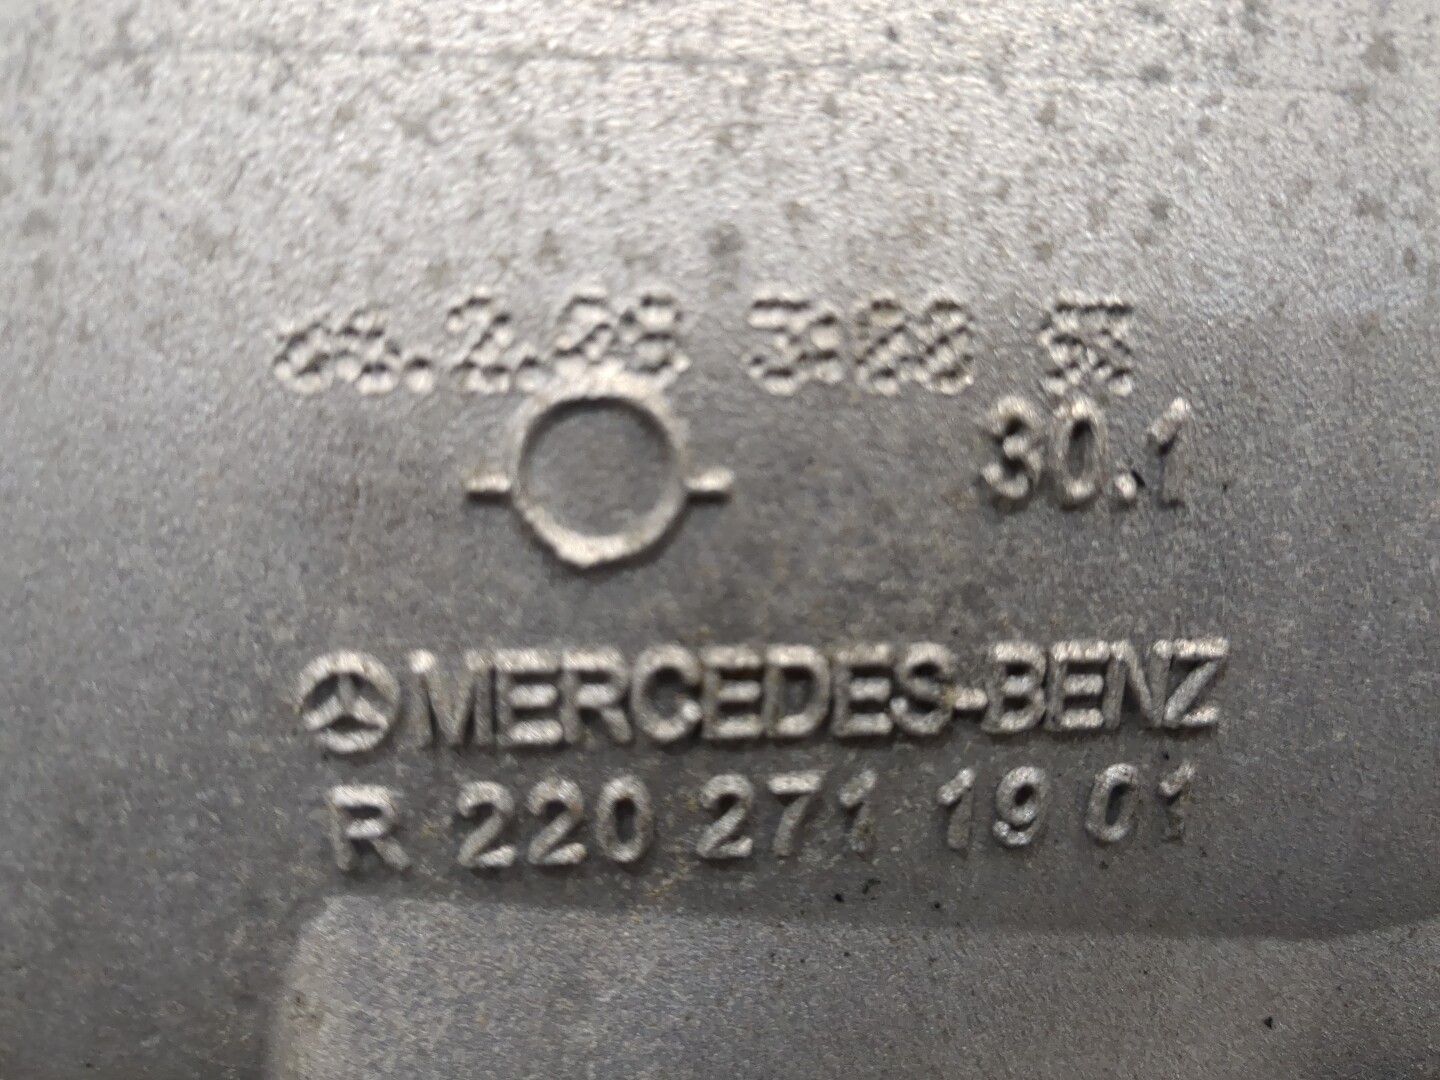 30.1
MERCEDES-BENZ
R 220 271 19 01